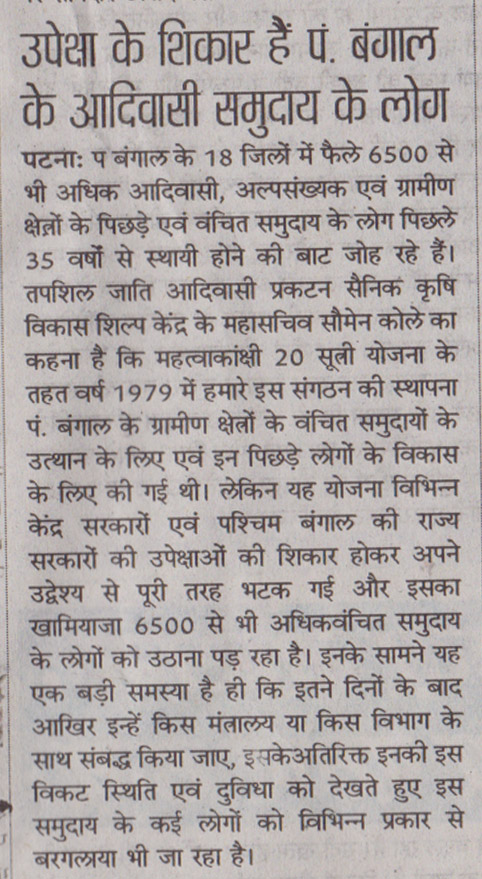 उपेक्षा के शिकार हैं पं. बंगाल
के आदिवासी समुदाय के लोग
पटना: प बंगाल के 18 जिलों में फैले 6500 से
भी अधिक आदिवासी, अल्पसंख्यक एवं ग्रामीण
क्षेत्रों के पिछड़े एवं वंचित समुदाय के लोग पिछले
35 वर्षों से स्थायी होने की बाट जोह रहे हैं।
तपशिल जाति आदिवासी प्रकटन सैनिक कृषि
विकास शिल्प केंद्र के महासचिव सौमेन कोले का
कहना है कि महत्वाकांक्षी 20 सूत्री योजना के
तहत वर्ष 1979 में हमारे इस संगठन की स्थापना
पं. बंगाल के ग्रामीण क्षेत्रों के वंचित समुदायों के
उत्थान के लिए एवं इन पिछड़े लोगों के विकास
के लिए की गई थी। लेकिन यह योजना विभिन्न
केंद्र सरकारों एवं पश्चिम बंगाल की राज्य
सरकारों की उपेक्षाओं की शिकार होकर अपने
उद्वेश्य से पूरी तरह भटक गई और इसका
खामियाजा 6500 से भी अधिकवंचित समुदाय
के लोगों को उठाना पड़ रहा है। इनके सामने यह
एक बड़ी समस्या है ही कि इतने दिनों के बाद
आखिर इन्हें किस मंत्रालय या किस विभाग के
साथ संबद्ध किया जाए, इसकेअतिरिक्त इनकी इस
विकट स्थिति एवं दुविधा को देखते हुए इस
समुदाय के कई लोगों को विभिन्न प्रकार से
बरगलाया भी जा रहा है।